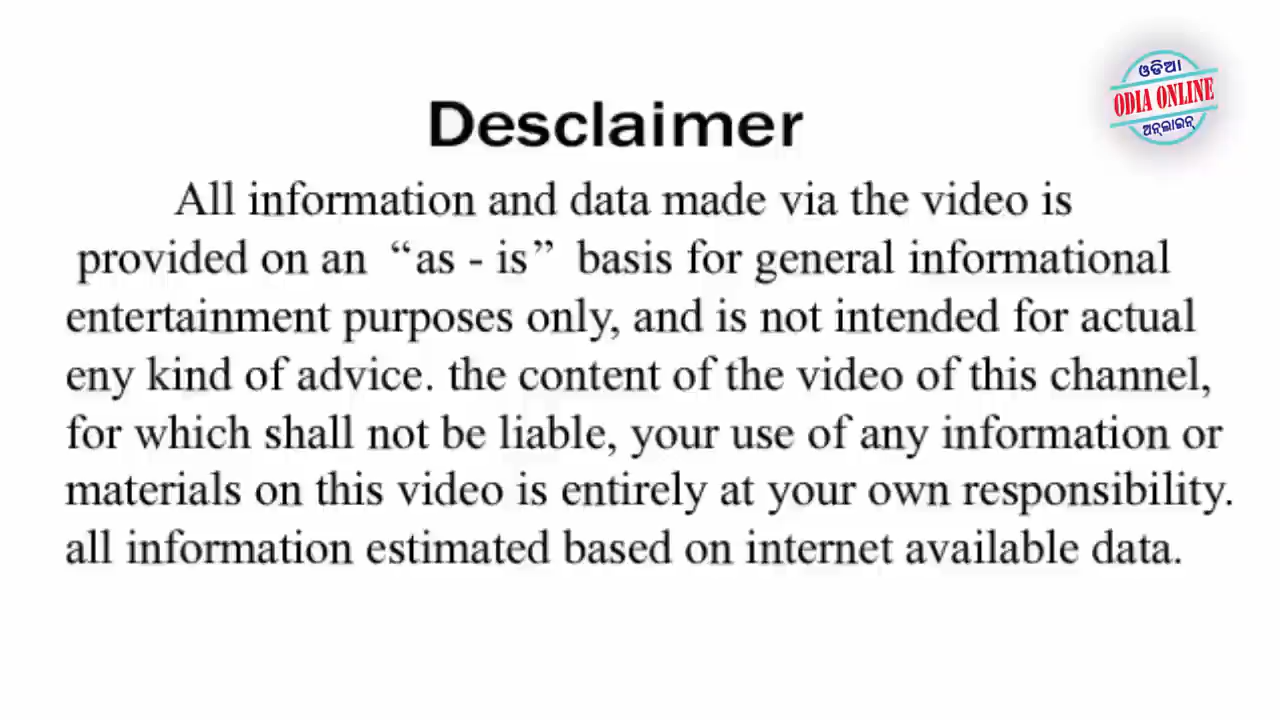 ଓଡିଆ
ODIA ONLINE
ଅନ୍‌ଲାଇନ୍
Desclaimer
All information and data made via the video is
provided on an “as - is” basis for general informational
entertainment purposes only, and is not intended for actual
eny kind of advice. the content of the video of this channel,
for which shall not be liable, your use of any information or
materials on this video is entirely at your own responsibility.
all information estimated based on internet available data.